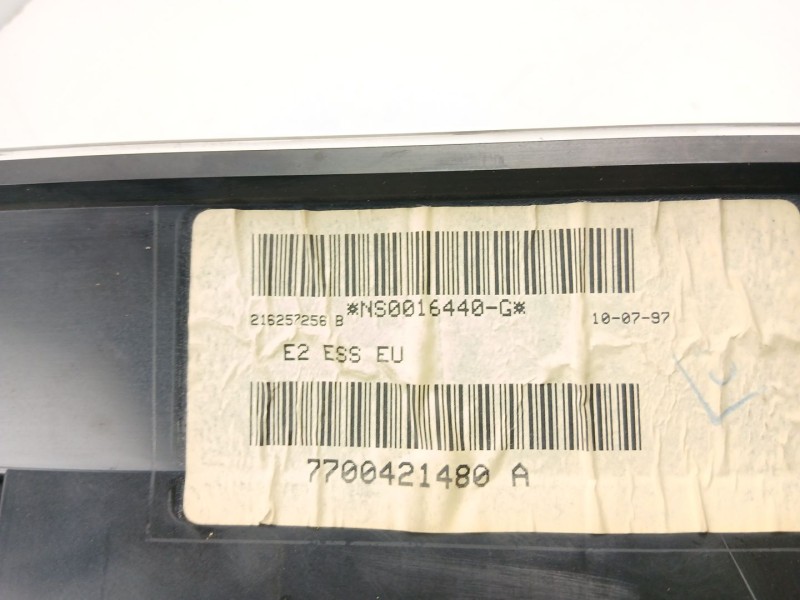 *NS0016440-G*
216257256 B
10-07-97
E2 ESS EU
7700421480 A